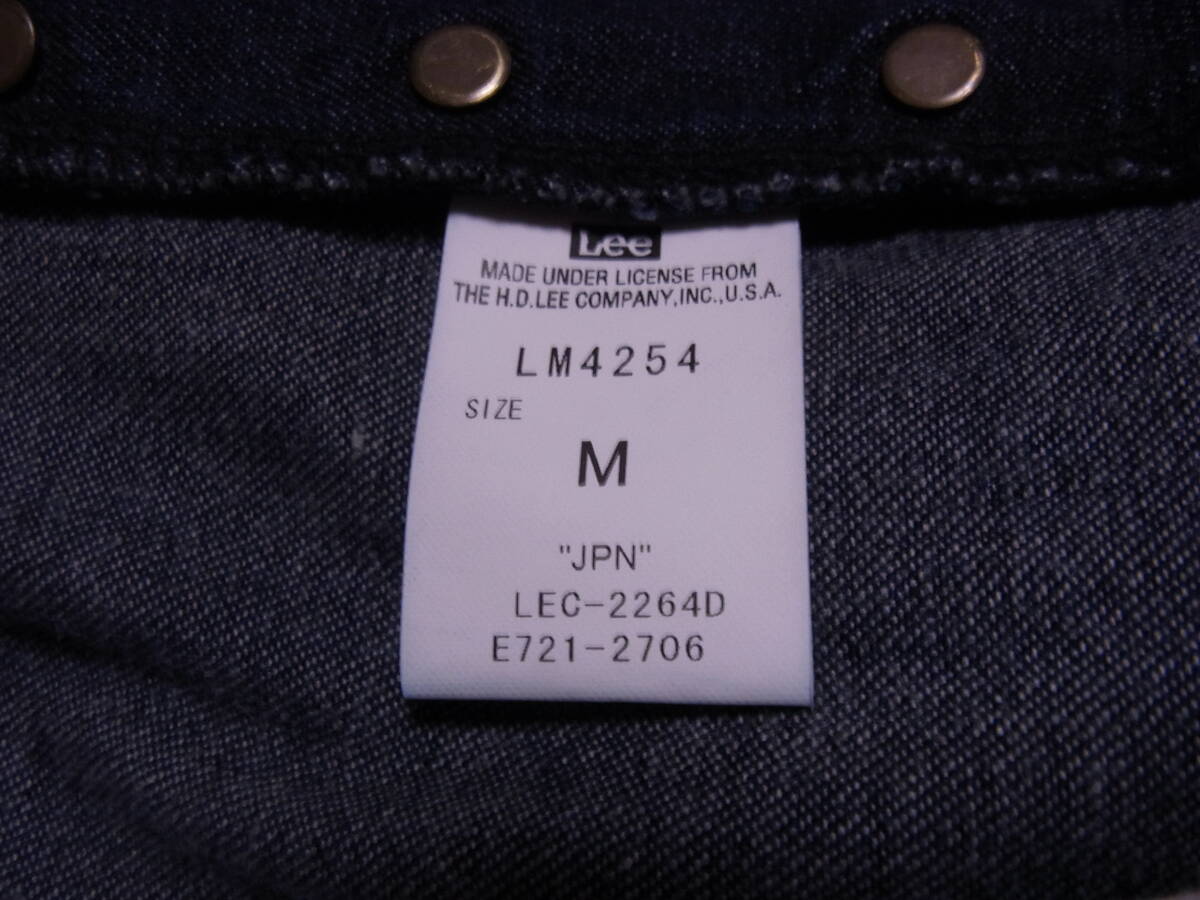 Lee
MADE UNDER LICENSE FROM
THE H.D.LEE COMPANY,INC.,U.S.A.
LM4254
SIZE
M
"JPN"
LEC-2264D
E721-2706